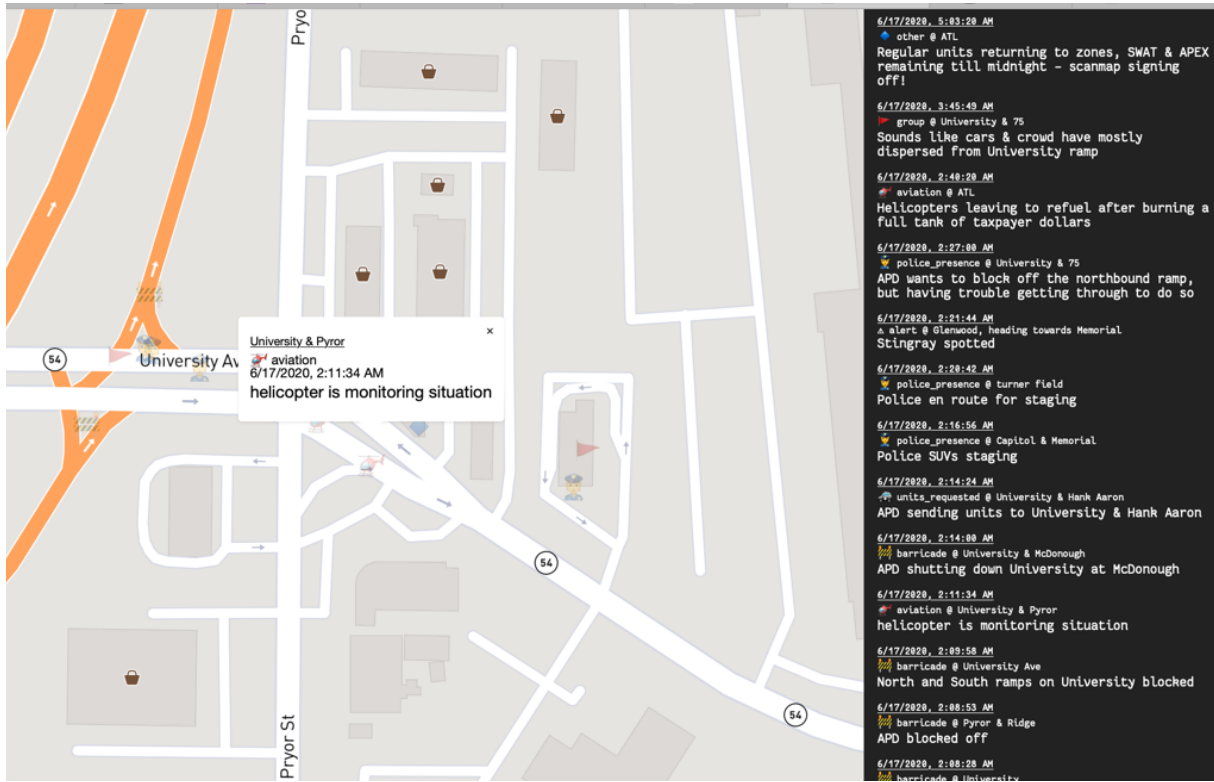 Pryo
54
University Av
University & Pyror
×
aviation
6/17/2020, 2:11:34 AM
helicopter is monitoring situation
54
54
Pryor St
6/17/2020, 5:03:20 AM
other @ ATL
Regular units returning to zones, SWAT & APEX
remaining till midnight – scanmap signing
off!
6/17/2020, 3:45:49 AM
group @ University & 75
Sounds like cars & crowd have mostly
dispersed from University ramp
6/17/2020, 2:40:20 AM
aviation @ ATL
Helicopters leaving to refuel after burning a
full tank of taxpayer dollars
6/17/2020, 2:27:00 AM
police_presence @ University & 75
APD wants to block off the northbound ramp,
but having trouble getting through to do so
6/17/2020, 2:21:44 AM
⚠ alert @ Glenwood, heading towards Memorial
Stingray spotted
6/17/2020, 2:20:42 AM
police_presence @ turner field
Police en route for staging
6/17/2020, 2:16:56 AM
police_presence @ Capitol & Memorial
Police SUVs staging
6/17/2020, 2:14:24 AM
units_requested @ University & Hank Aaron
APD sending units to University & Hank Aaron
6/17/2020, 2:14:00 AM
barricade @ University & McDonough
APD shutting down University at McDonough
6/17/2020, 2:11:34 AM
aviation @ University & Pyror
helicopter is monitoring situation
6/17/2020, 2:09:58 AM
barricade @ University Ave
North and South ramps on University blocked
6/17/2020, 2:08:53 AM
barricade @ Pyror & Ridge
APD blocked off
6/17/2020, 2:08:28 AM
barricade @ University